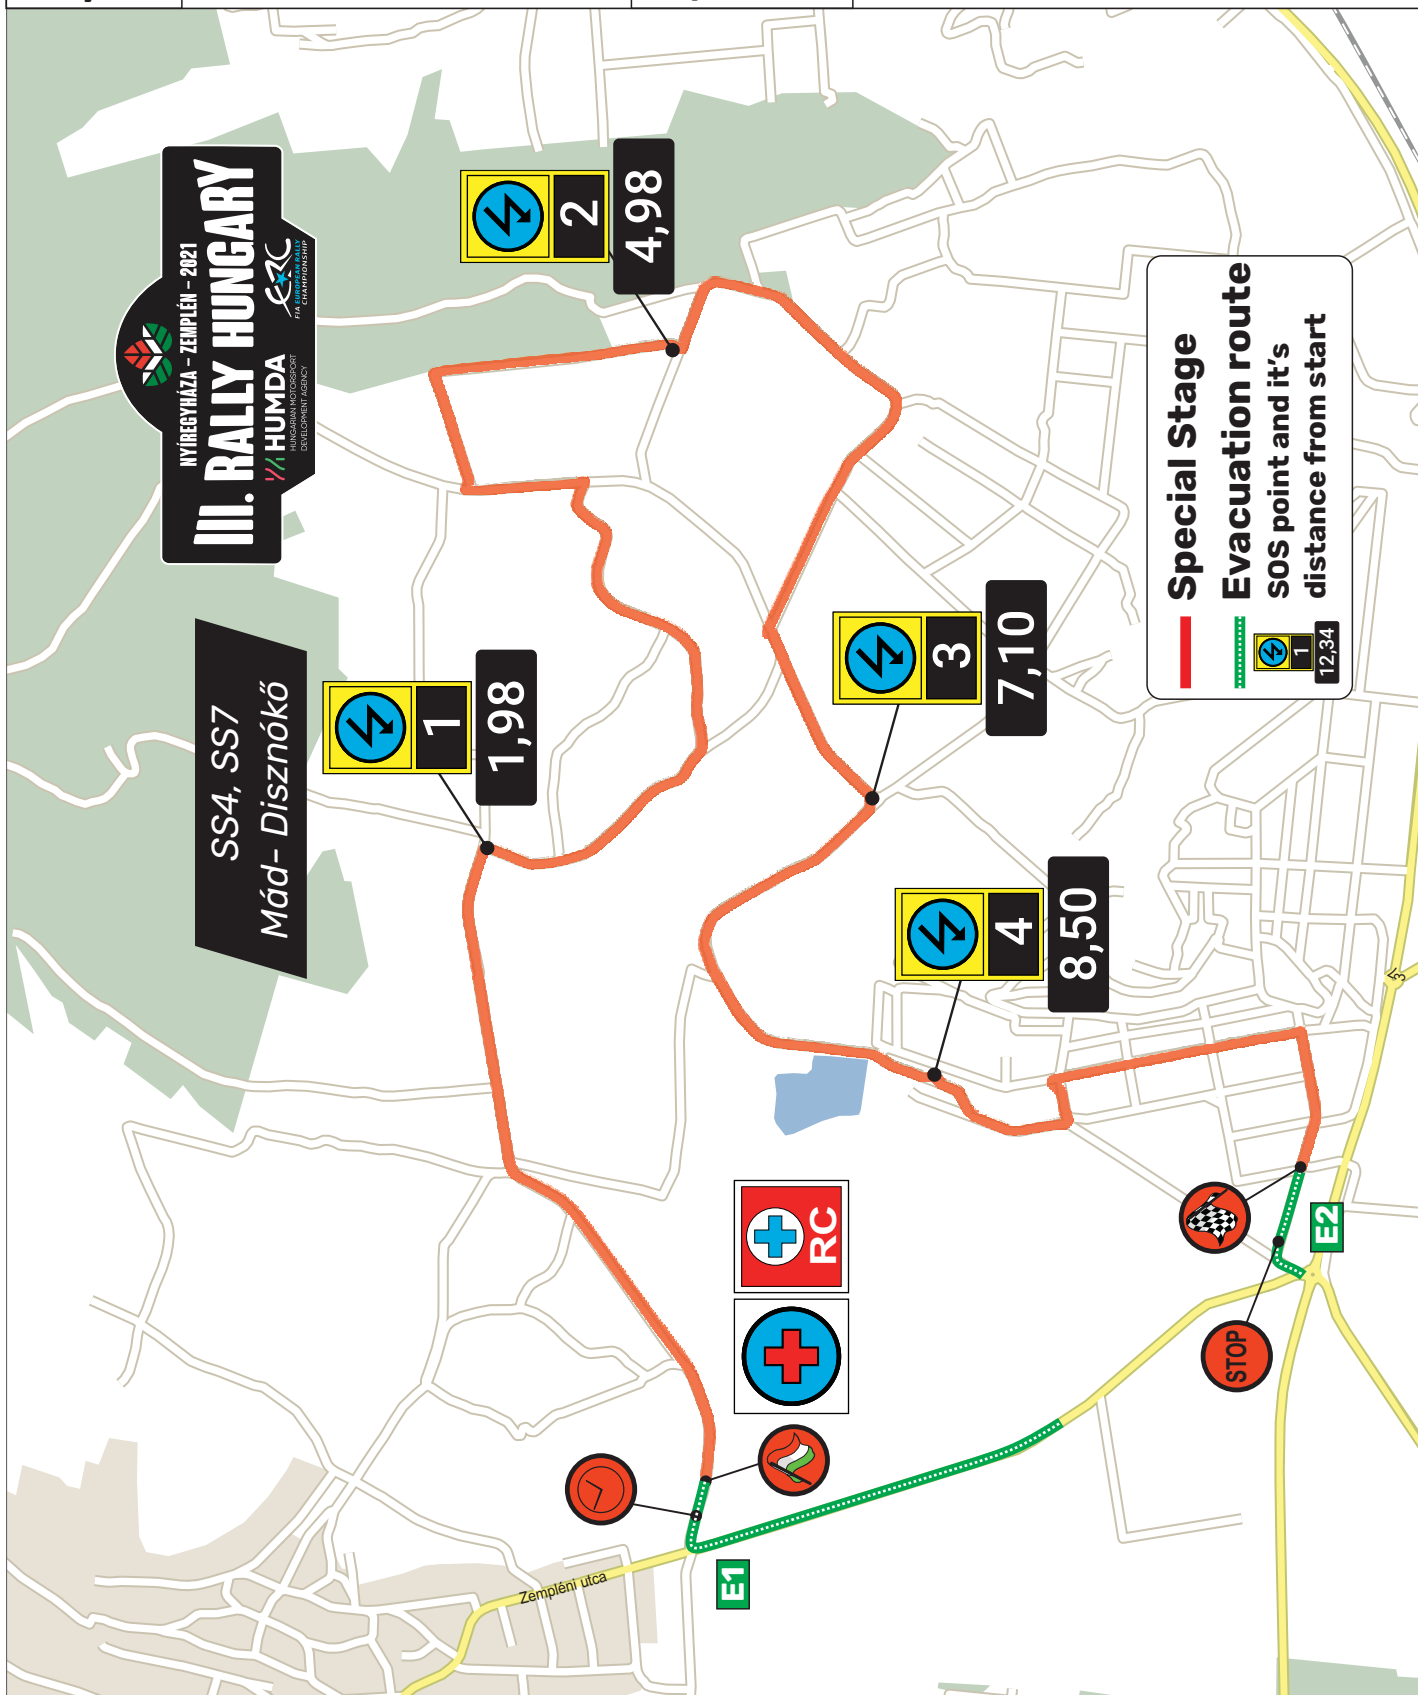 NYÍREGYHÁZA – ZEMPLÉN – 2021
III. RALLY HUNGARY
HUMDA
HUNGARIAN MOTORSPORT
DEVELOPMENT AGENCY
ERC
FIA EUROPEAN RALLY
CHAMPIONSHIP
SS4, SS7
Mád- Disznókő
1
1,98
2
4,98
3
7,10
4
8,50
Special Stage
Evacuation route
SOS point and it's
distance from start
1
12,34
RC
STOP
E1
E2
Zempléni utca